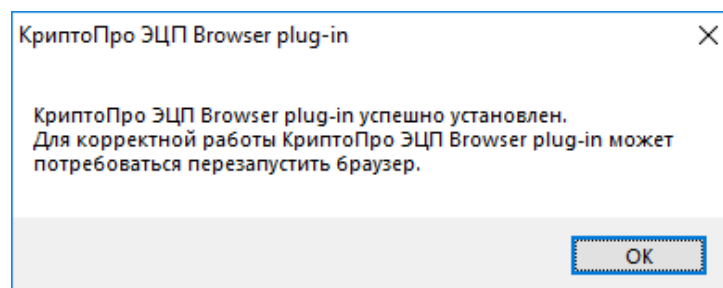 КриптоПро ЭЦП Browser plug-in
КриптоПро ЭЦП Browser plug-in успешно установлен.
Для корректной работы КриптоПро ЭЦП Browser plug-in может
потребоваться перезапустить браузер.
ОК